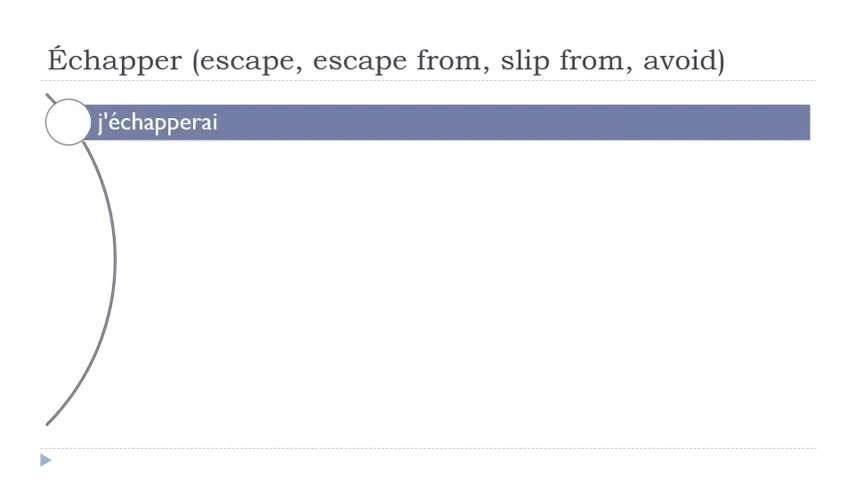 Échapper (escape, escape from, slip from, avoid)
j'échapperai